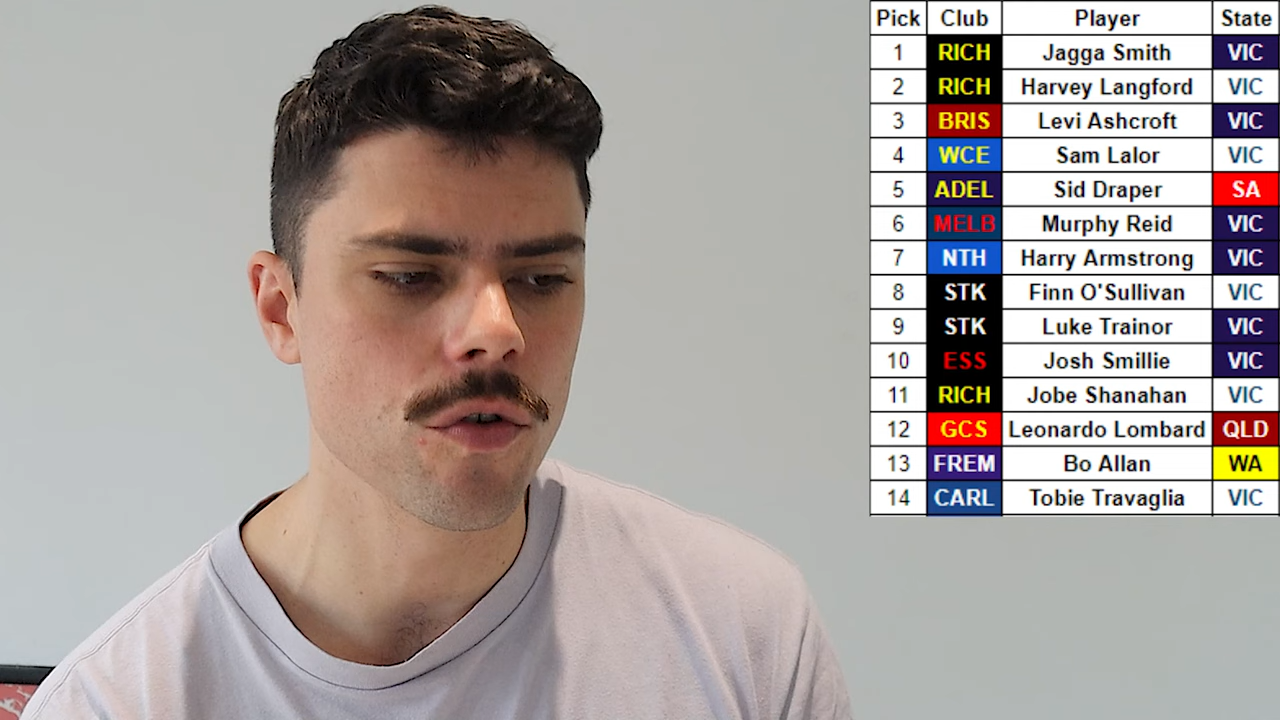 Pick Club Player State
1 RICH Jagga Smith VIC
2 RICH Harvey Langford VIC
3 BRIS Levi Ashcroft VIC
4 WCE Sam Lalor VIC
5 ADEL Sid Draper SA
6 MELB Murphy Reid VIC
7 NTH Harry Armstrong VIC
8 STK Finn O'Sullivan VIC
9 STK Luke Trainor VIC
10 ESS Josh Smillie VIC
11 RICH Jobe Shanahan VIC
12 GCS Leonardo Lombard QLD
13 FREM Bo Allan WA
14 CARL Tobie Travaglia VIC